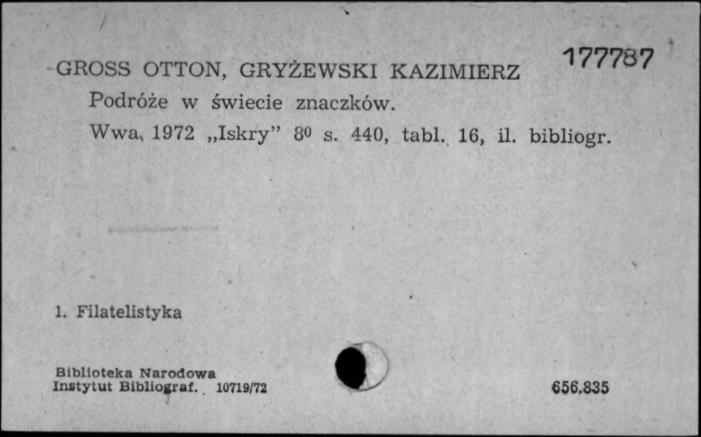 177787
GROSS OTTON, GRYŻEWSKI KAZIMIERZ
Podróże w świecie znaczków.
Wwa, 1972 „Iskry” 8⁰ s. 440, tabl. 16, il. bibliogr.
1. Filatelistyka
Biblioteka Narodowa
Instytut Bibliograf. 10719/72
656.835